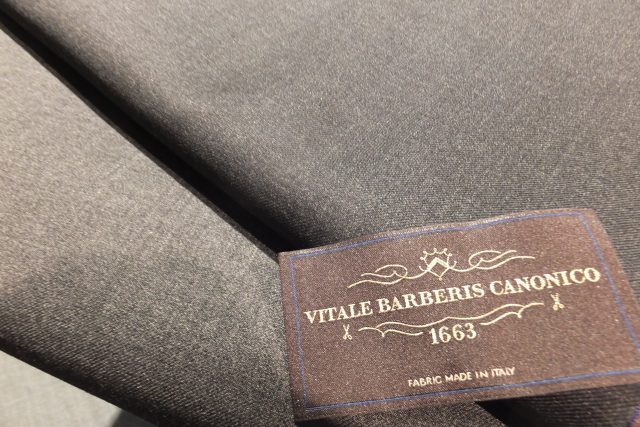 VITALE BARBERIS CANONICO
1663
FABRIC MADE IN ITALY